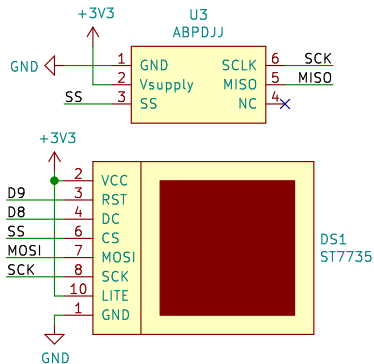 +3V3
U3
ABPDJJ
GND 1 GND SCLK 6 SCK
2 Vsupply MISO 5 MISO
SS 3 SS NC 4
+3V3
2 VCC
D9 3 RST
D8 4 DC
SS 6 CS
MOSI 7 MOSI
SCK 8 SCK
10 LITE
1 GND
DS1
ST7735
GND